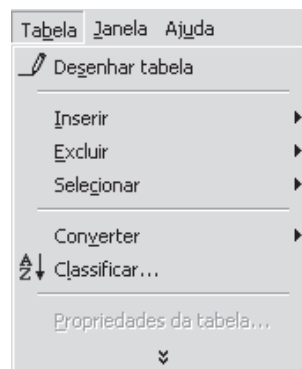 Tabela Janela Ajuda
Desenhar tabela
Inserir
Excluir
Selecionar
Converter
Classificar...
Propriedades da tabela...